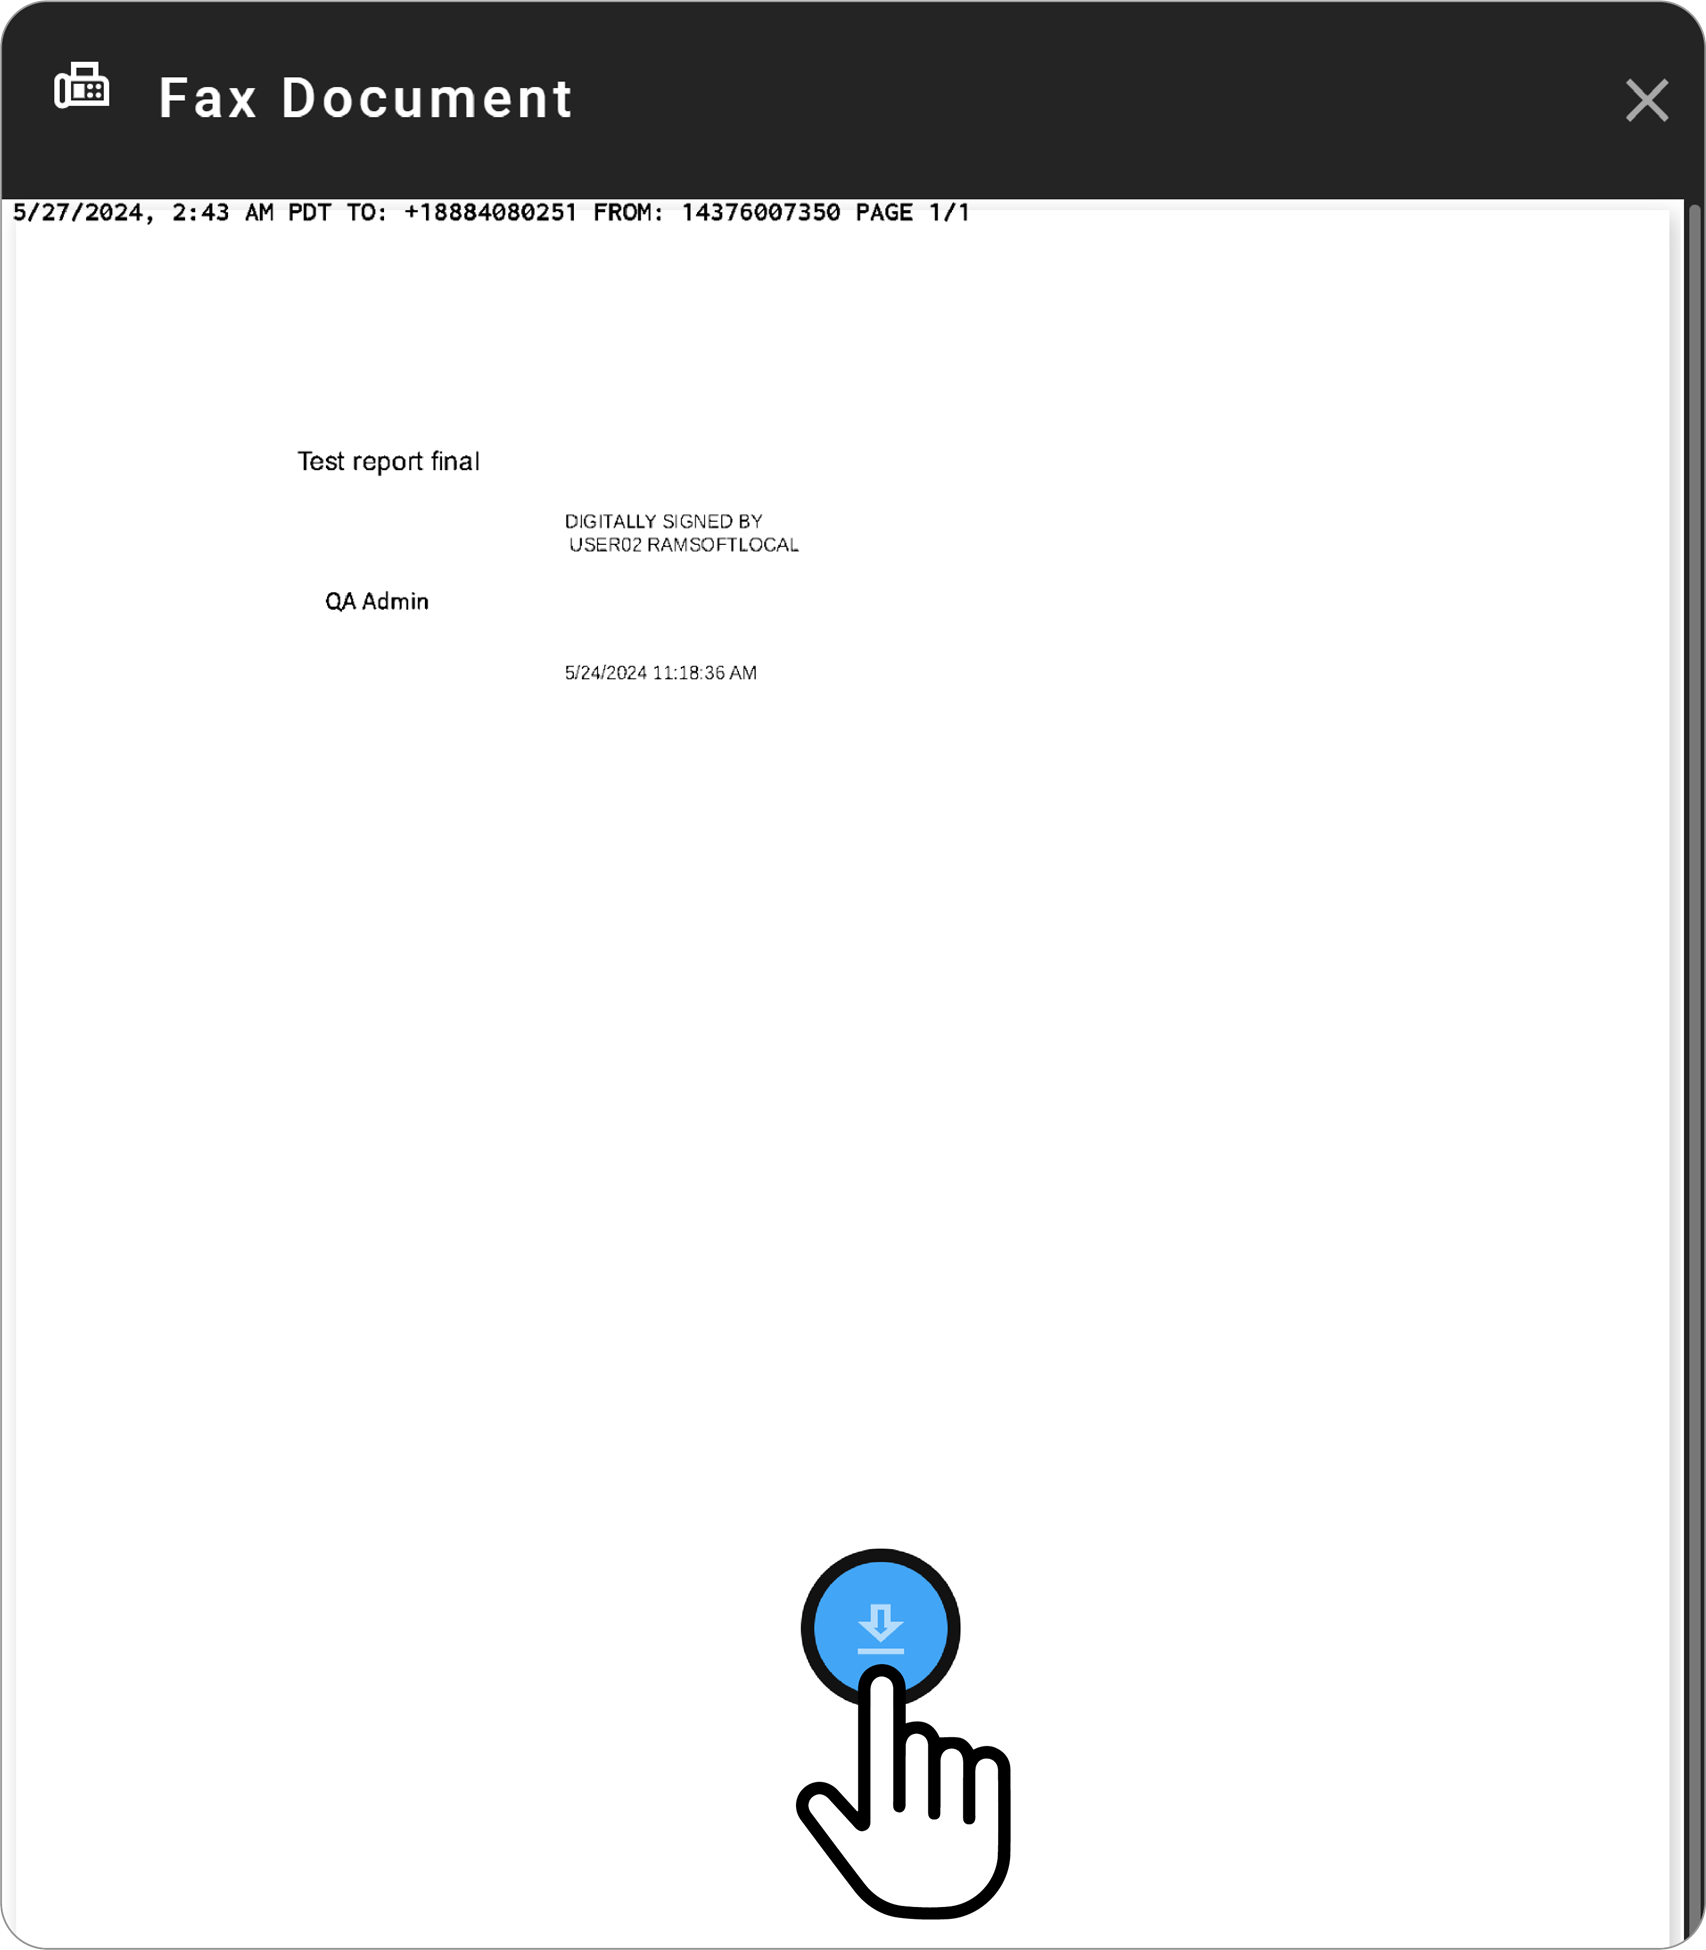 Fax Document
5/27/2024, 2:43 AM PDT TO: +18884080251 FROM: 14376007350 PAGE 1/1
Test report final
DIGITALLY SIGNED BY
USER02 RAMSOFTLOCAL
QA Admin
5/24/2024 11:18:36 AM